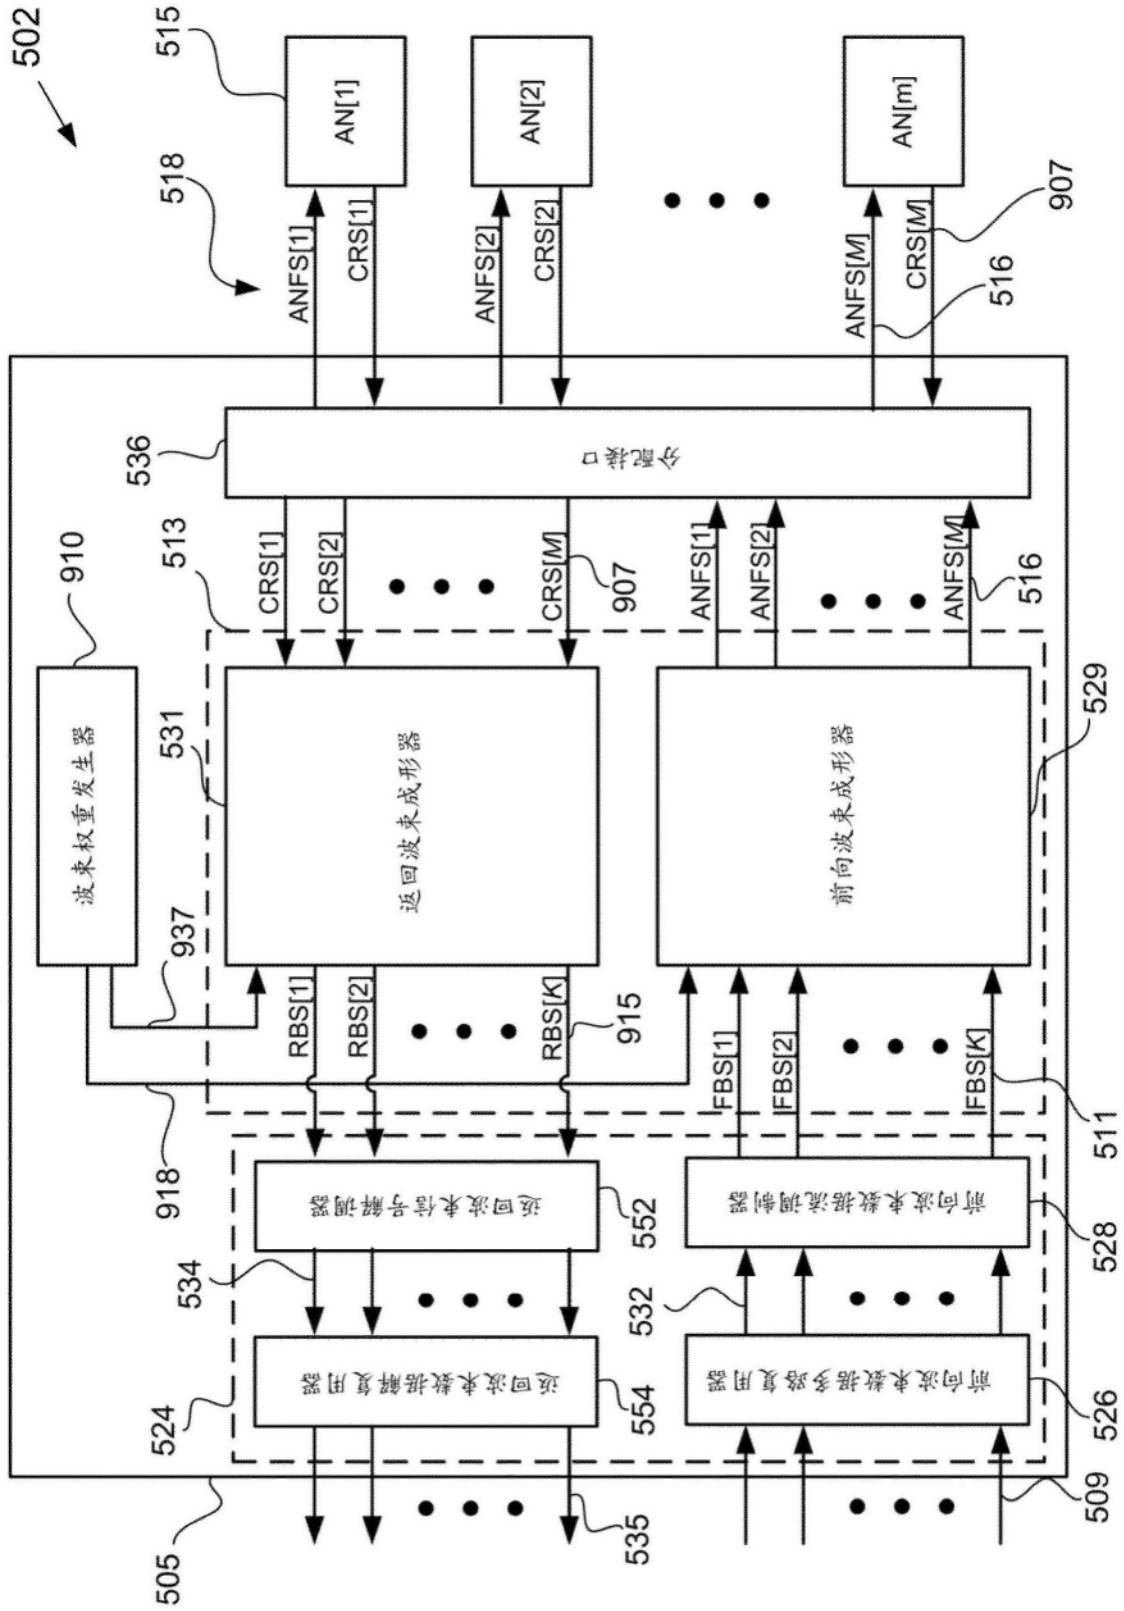 502
515
AN[1]
AN[2]
AN[m]
518
ANFS[1]
CRS[1]
ANFS[2]
CRS[2]
ANFS[M]
CRS[M]
907
516
536
分配接口
513
910
CRS[1]
CRS[2]
CRS[M]
907
ANFS[1]
ANFS[2]
ANFS[M]
516
波束权重发生器
531
返回波束成形器
前向波束成形器
529
937
918
RBS[1]
RBS[2]
RBS[K]
915
FBS[1]
FBS[2]
FBS[K]
511
返回波束信号解调器
552
前向波束数据流调制器
528
534
532
524
返回波束数据解复用器
554
前向波束数据多路复用器
526
505
535
509